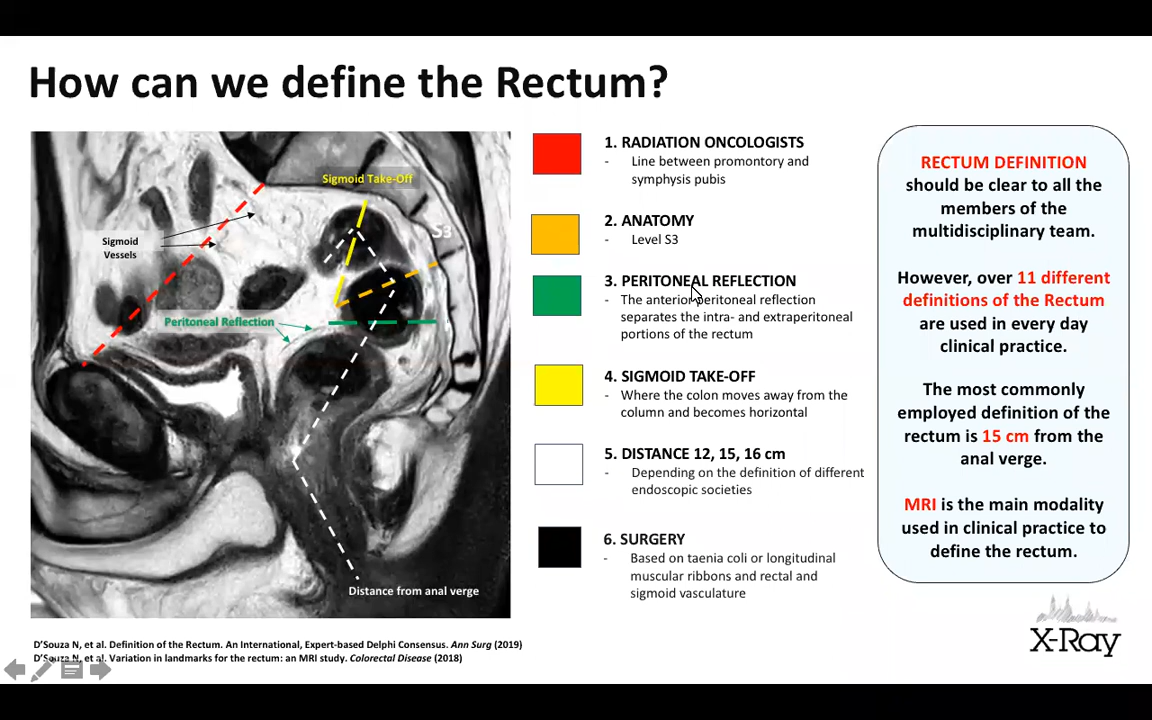 How can we define the Rectum?
Sigmoid Take-Off
S3
Sigmoid
Vessels
Peritoneal Reflection
Distance from anal verge
1. RADIATION ONCOLOGISTS
- Line between promontory and
symphysis pubis
2. ANATOMY
- Level S3
3. PERITONEAL REFLECTION
- The anterior peritoneal reflection
separates the intra- and extraperitoneal
portions of the rectum
4. SIGMOID TAKE-OFF
- Where the colon moves away from the
column and becomes horizontal
5. DISTANCE 12, 15, 16 cm
- Depending on the definition of different
endoscopic societies
6. SURGERY
- Based on taenia coli or longitudinal
muscular ribbons and rectal and
sigmoid vasculature
RECTUM DEFINITION
should be clear to all the
members of the
multidisciplinary team.
However, over 11 different
definitions of the Rectum
are used in every day
clinical practice.
The most commonly
employed definition of the
rectum is 15 cm from the
anal verge.
MRI is the main modality
used in clinical practice to
define the rectum.
X-Ray
D'Souza N, et al. Definition of the Rectum. An International, Expert-based Delphi Consensus. Ann Surg (2019)
D'Souza N, et al. Variation in landmarks for the rectum: an MRI study. Colorectal Disease (2018)